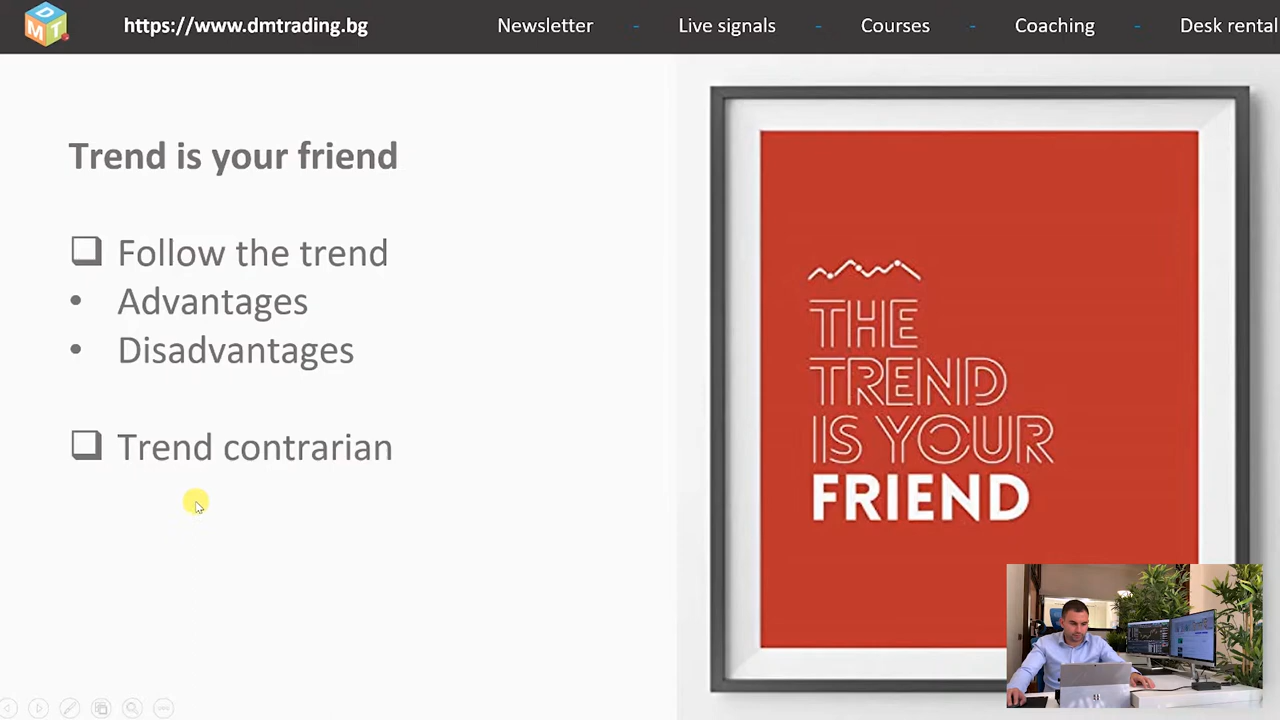 DMT
https://www.dmtrading.bg
Newsletter - Live signals - Courses - Coaching - Desk rental
Trend is your friend
❑ Follow the trend
• Advantages
• Disadvantages
❑ Trend contrarian
THE
TREND
IS YOUR
FRIEND